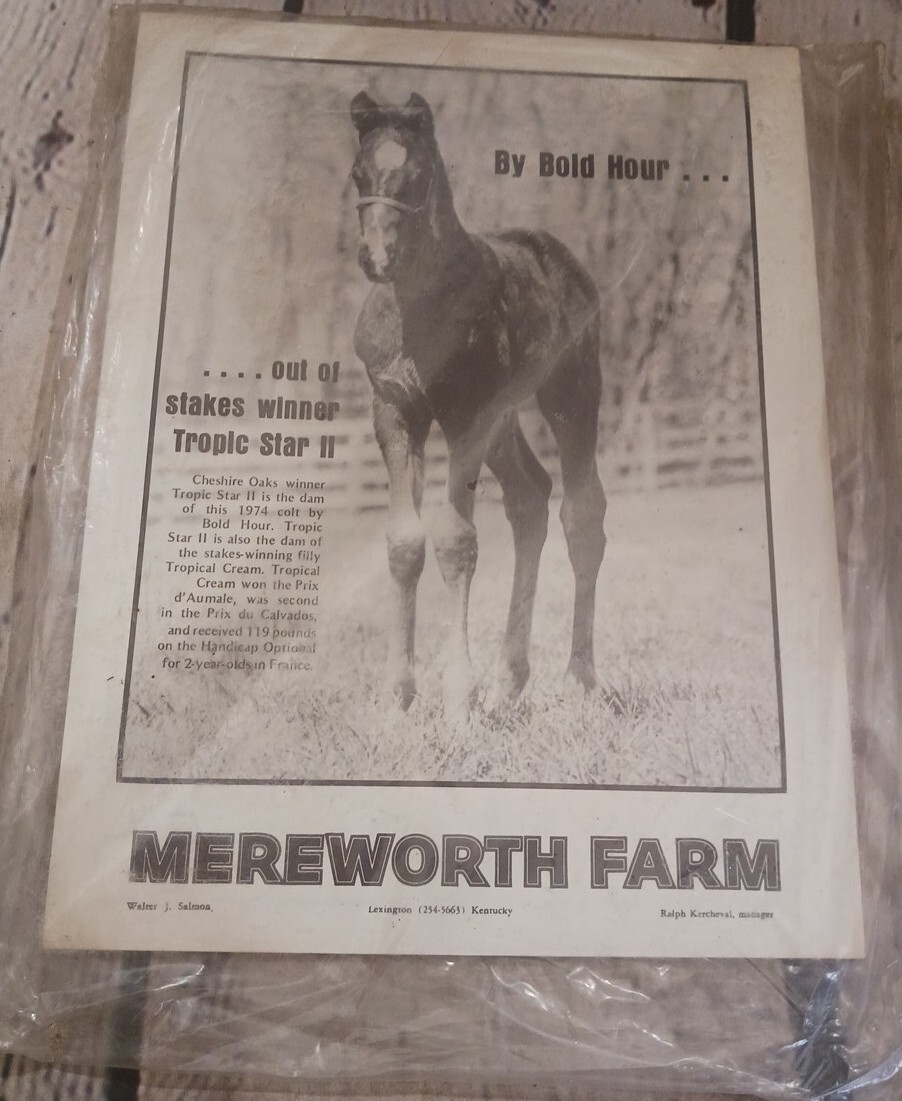 By Bold Hour . . .
. . . . out of
stakes winner
Tropic Star II
Cheshire Oaks winner
Tropic Star II is the dam
of this 1974 colt by
Bold Hour. Tropic
Star II is also the dam of
the stakes-winning filly
Tropical Cream. Tropical
Cream won the Prix
d'Aumale, was second
in the Prix du Calvados,
and received 119 pounds
on the Handicap Optional
for 2-year-olds in France.
MEREWORTH FARM
Walter J. Salmon,
Lexington (254-5663) Kentucky
Ralph Kercheval, manager